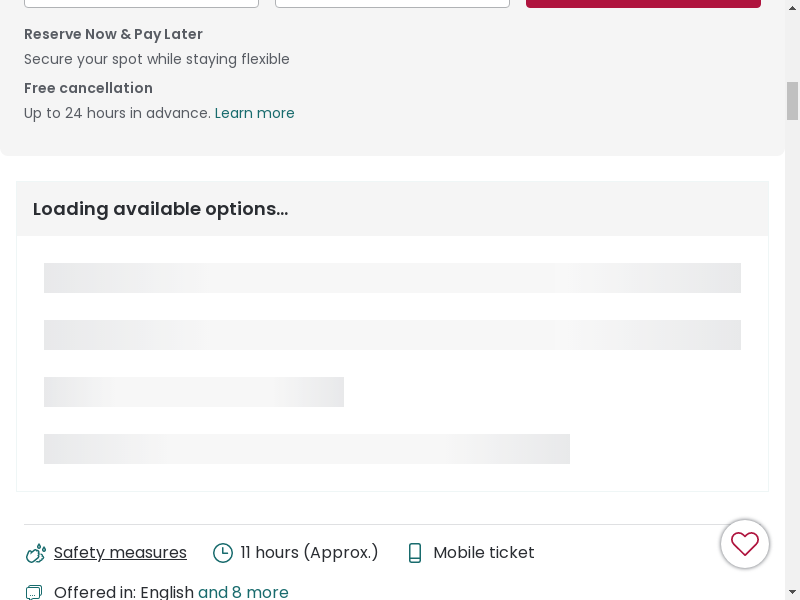 Reserve Now & Pay Later
Secure your spot while staying flexible
Free cancellation
Up to 24 hours in advance. Learn more
Loading available options...
Safety measures 11 hours (Approx.) Mobile ticket
Offered in: English and 8 more